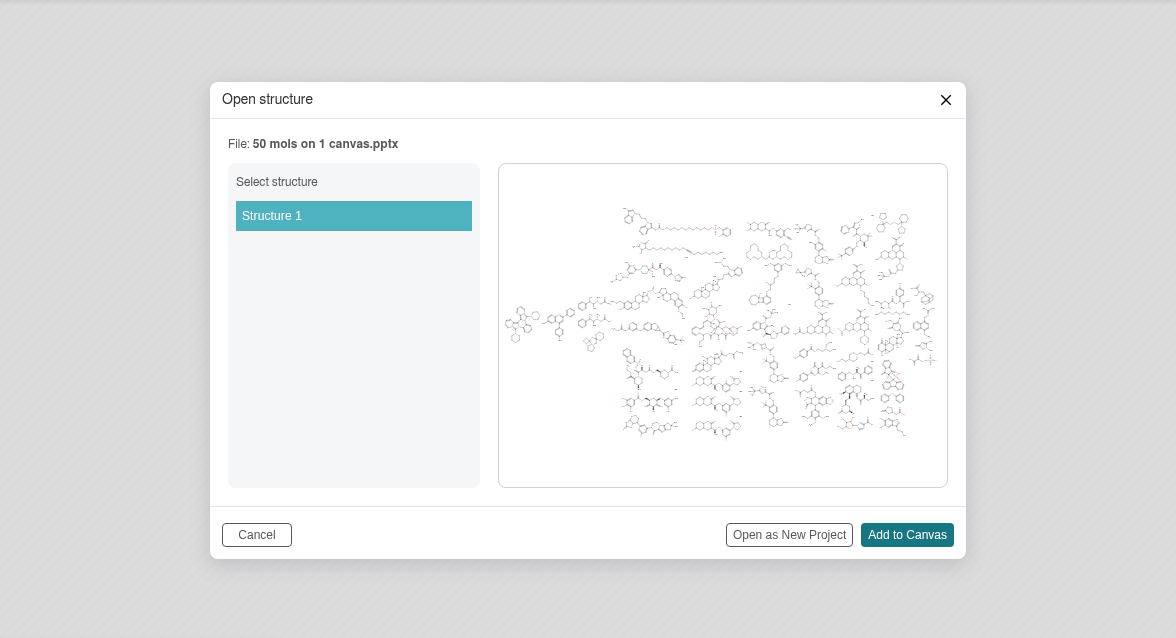 Open structure
File: 50 mols on 1 canvas.pptx
Select structure
Structure 1
Cancel
Open as New Project
Add to Canvas